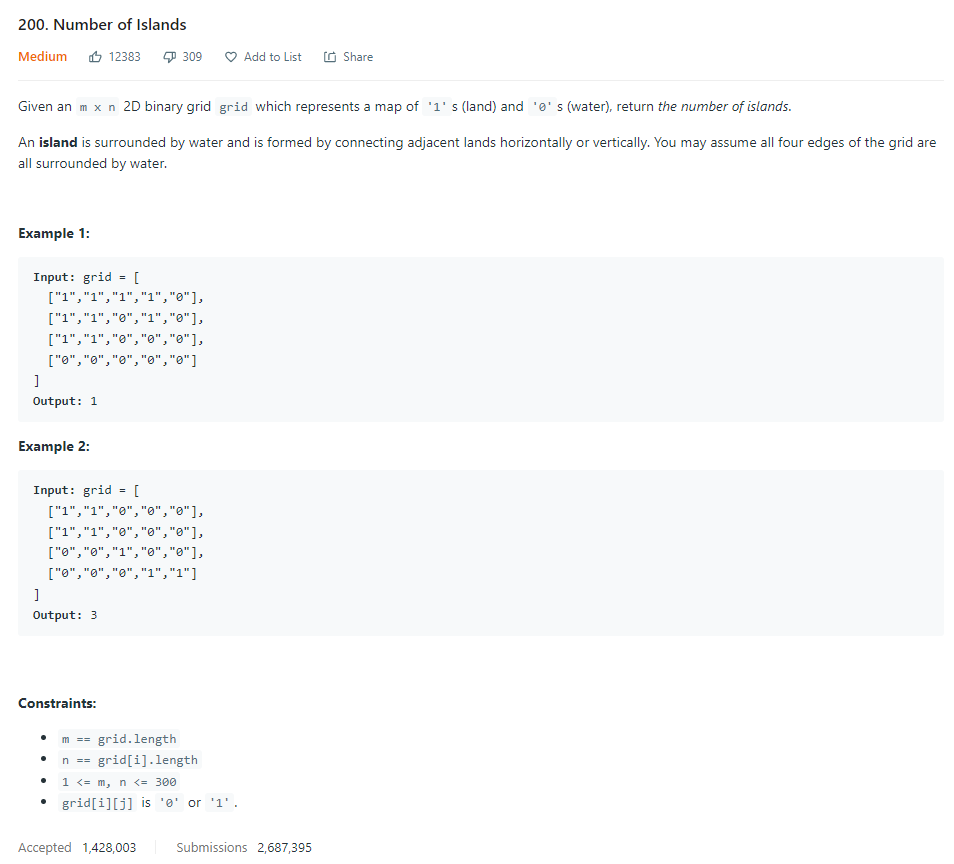 200. Number of Islands
Medium 12383 309 Add to List Share
Given an m x n 2D binary grid grid which represents a map of '1' s (land) and '0' s (water), return the number of islands.
An island is surrounded by water and is formed by connecting adjacent lands horizontally or vertically. You may assume all four edges of the grid are
all surrounded by water.
Example 1:
Input: grid = [
["1","1","1","1","0"],
["1","1","0","1","0"],
["1","1","0","0","0"],
["0","0","0","0","0"]
]
Output: 1
Example 2:
Input: grid = [
["1","1","0","0","0"],
["1","1","0","0","0"],
["0","0","1","0","0"],
["0","0","0","1","1"]
]
Output: 3
Constraints:
m == grid.length
n == grid[i].length
1 <= m, n <= 300
grid[i][j] is '0' or '1'.
Accepted 1,428,003 Submissions 2,687,395